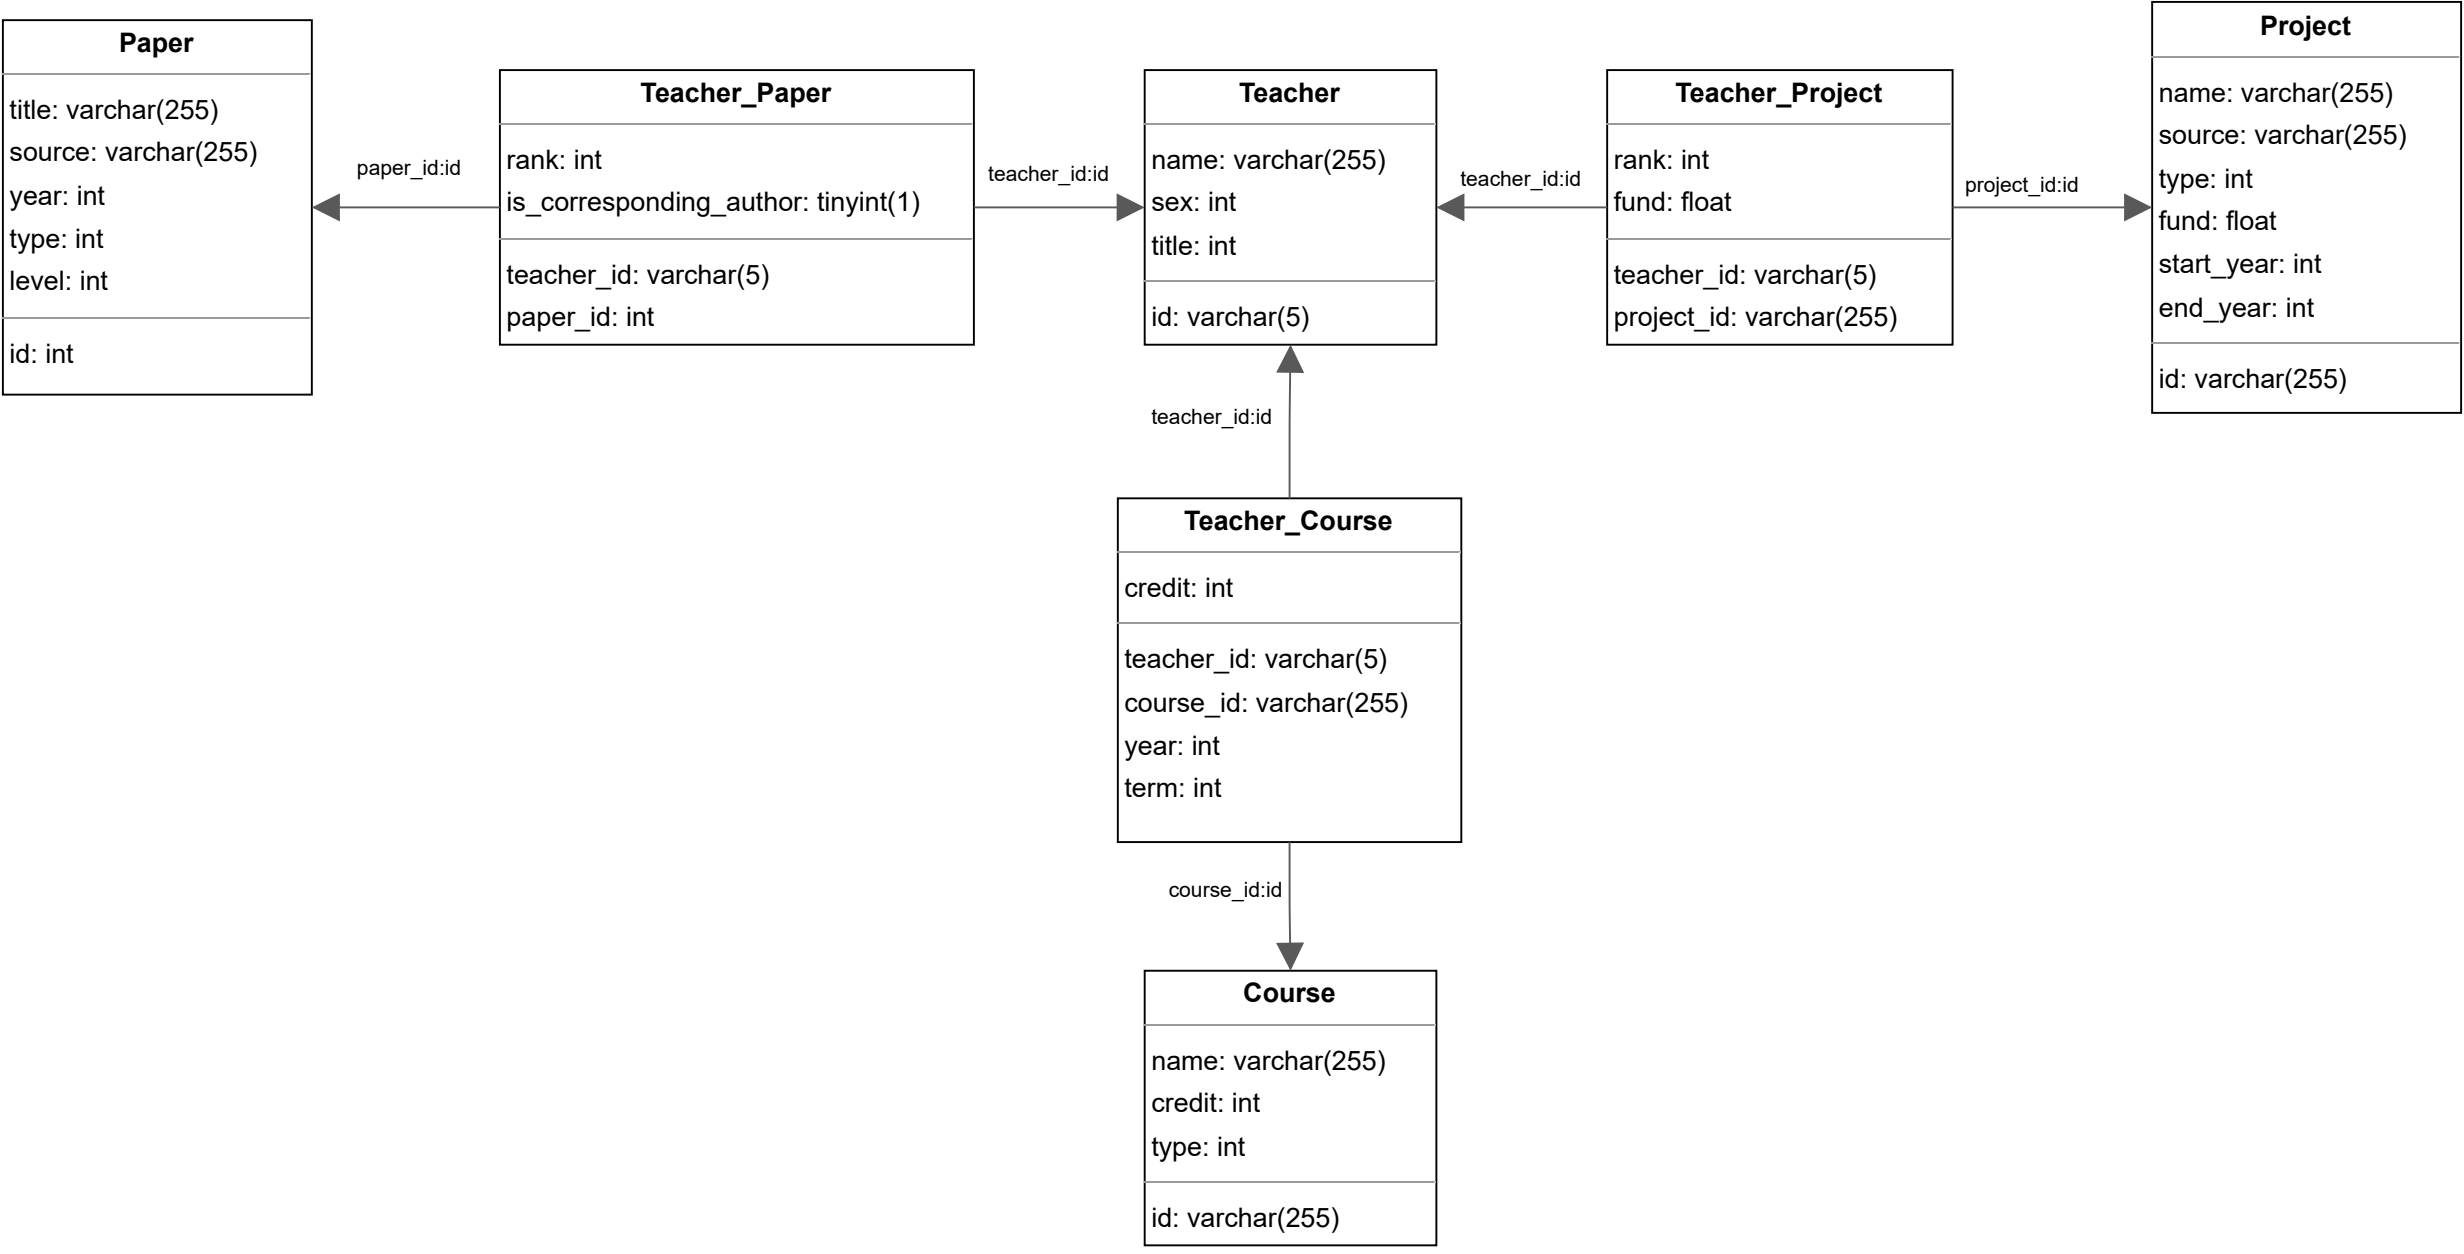 Paper
title: varchar(255)
source: varchar(255)
year: int
type: int
level: int
id: int
paper_id:id
Teacher_Paper
rank: int
is_corresponding_author: tinyint(1)
teacher_id: varchar(5)
paper_id: int
teacher_id:id
Teacher
name: varchar(255)
sex: int
title: int
id: varchar(5)
teacher_id:id
Teacher_Project
rank: int
fund: float
teacher_id: varchar(5)
project_id: varchar(255)
project_id:id
Project
name: varchar(255)
source: varchar(255)
type: int
fund: float
start_year: int
end_year: int
id: varchar(255)
teacher_id:id
Teacher_Course
credit: int
teacher_id: varchar(5)
course_id: varchar(255)
year: int
term: int
course_id:id
Course
name: varchar(255)
credit: int
type: int
id: varchar(255)